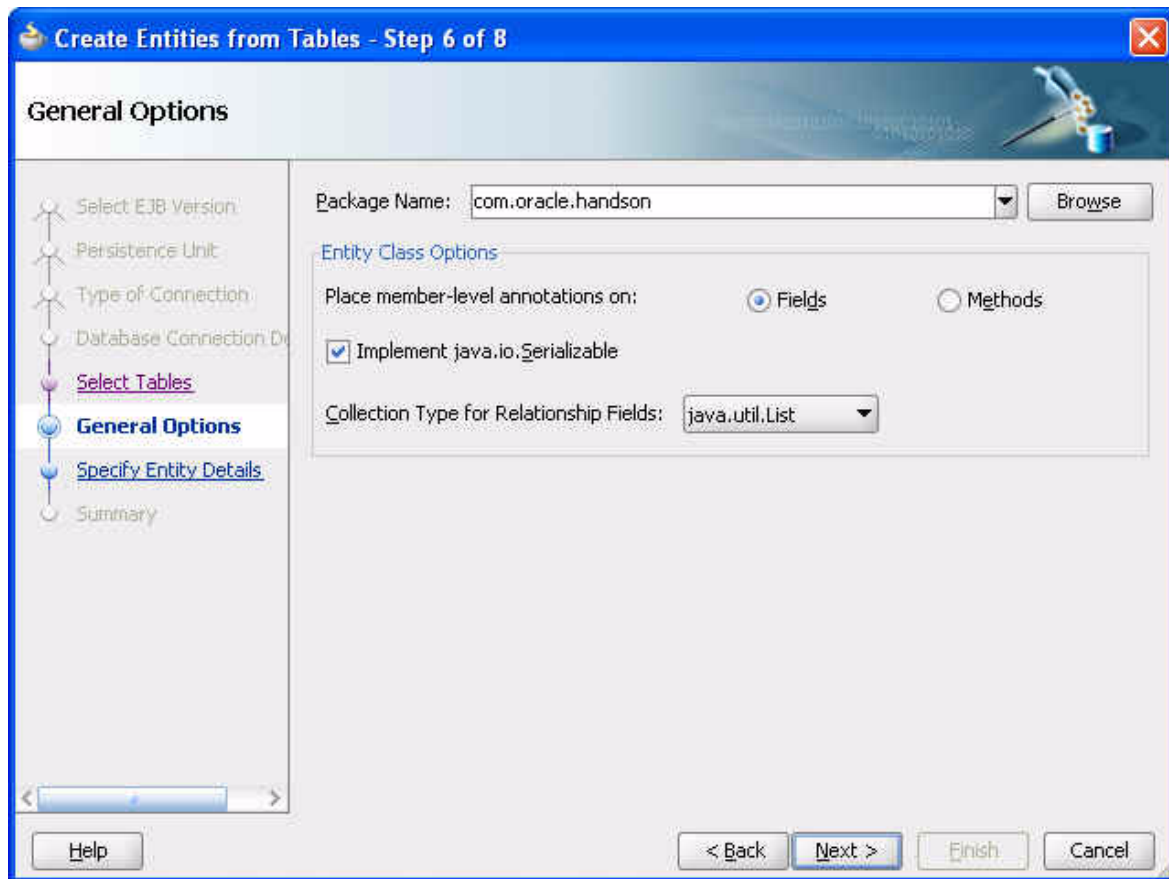 Create Entities from Tables - Step 6 of 8
General Options
Select EJB Version
Persistence Unit
Type of Connection
Database Connection De
Select Tables
General Options
Specify Entity Details
Summary
Package Name: com.oracle.handson Browse
Entity Class Options
Place member-level annotations on: Fields Methods
Implement java.io.Serializable
Collection Type for Relationship Fields: java.util.List
Help < Back Next > Finish Cancel